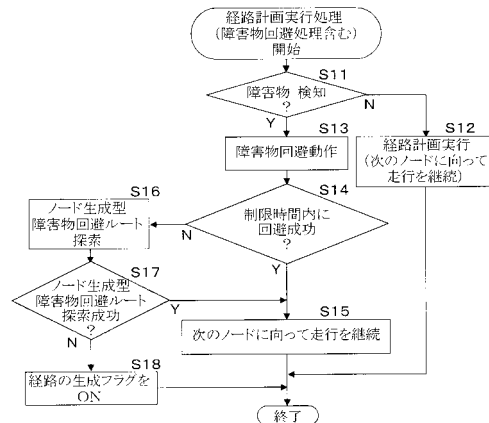 経路計画実行処理
(障害物回避処理含む)
開始
S11
障害物 検知
?
N
Y
S12
経路計画実行
(次のノードに向って
走行を継続)
S13
障害物回避動作
S14
制限時間内に
回避成功
?
N
Y
S16
ノード生成型
障害物回避ルート
探索
S17
ノード生成型
障害物回避ルート
探索成功
?
Y
N
S15
次のノードに向って走行を継続
S18
経路の生成フラグを
ON
終了